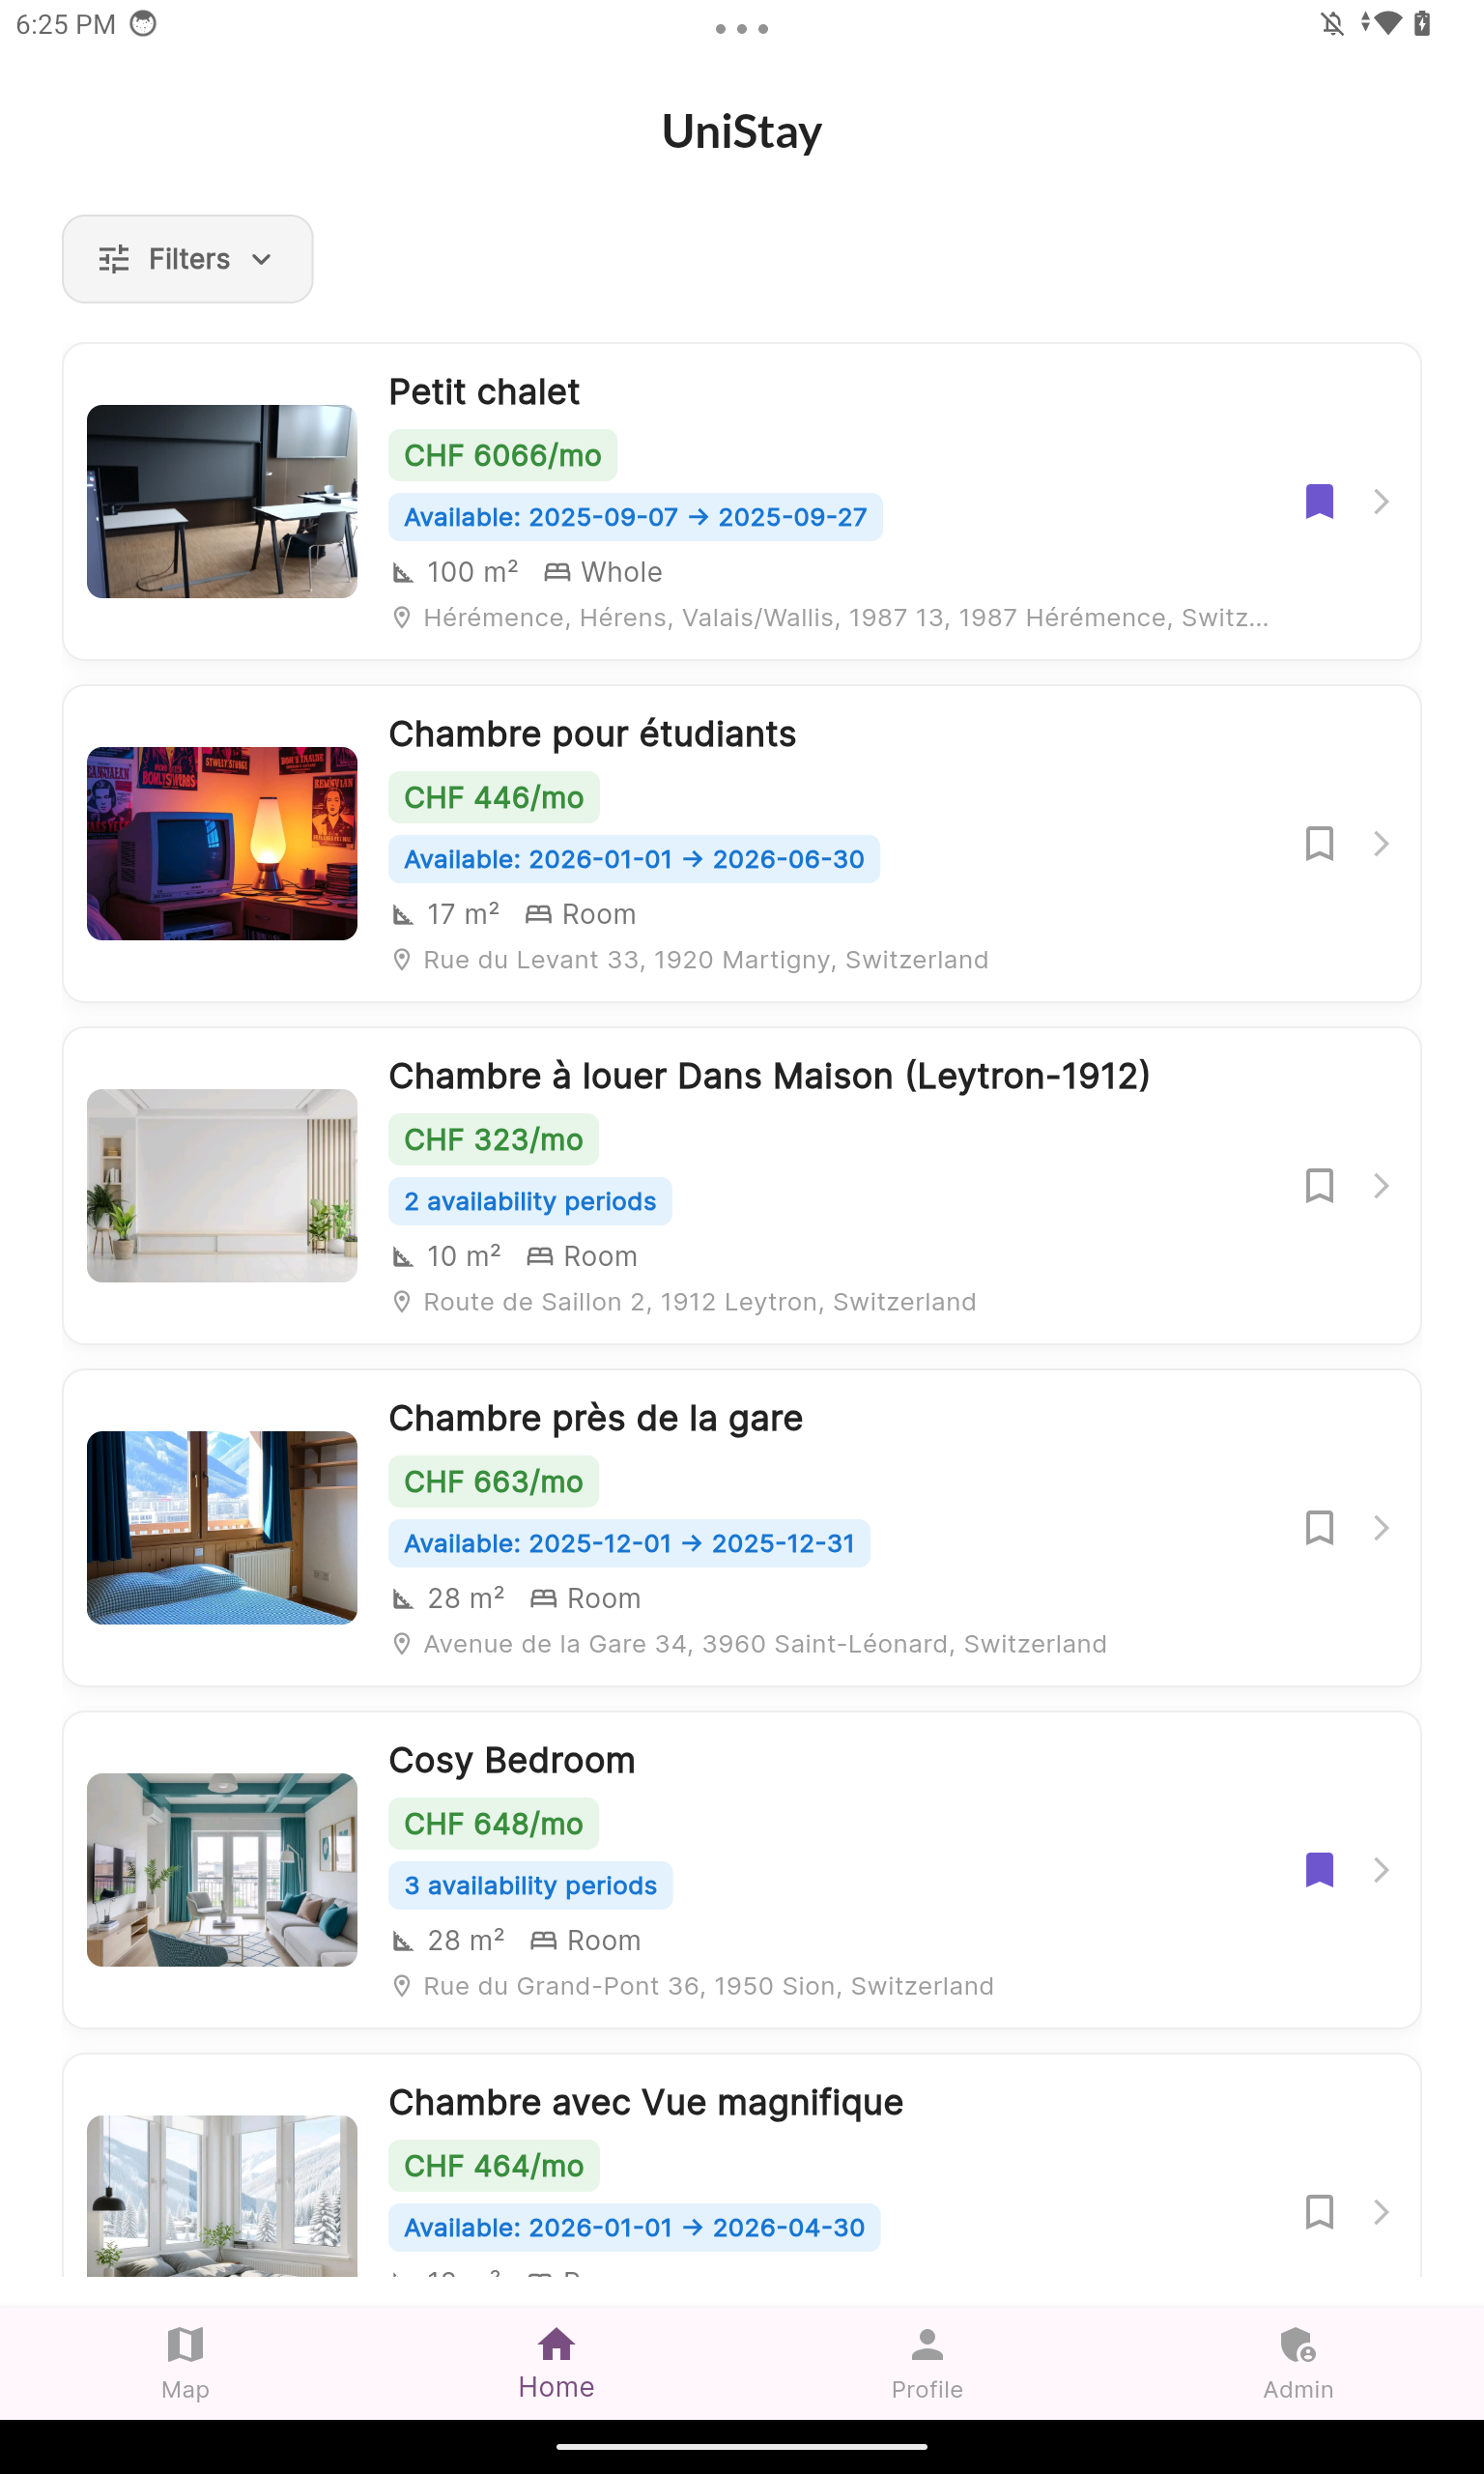 6:25 PM
UniStay
Filters
Petit chalet
CHF 6066/mo
Available: 2025-09-07 → 2025-09-27
100 m² Whole
Hérémence, Hérens, Valais/Wallis, 1987 13, 1987 Hérémence, Switz...
Chambre pour étudiants
CHF 446/mo
Available: 2026-01-01 → 2026-06-30
17 m² Room
Rue du Levant 33, 1920 Martigny, Switzerland
Chambre à louer Dans Maison (Leytron-1912)
CHF 323/mo
2 availability periods
10 m² Room
Route de Saillon 2, 1912 Leytron, Switzerland
Chambre près de la gare
CHF 663/mo
Available: 2025-12-01 → 2025-12-31
28 m² Room
Avenue de la Gare 34, 3960 Saint-Léonard, Switzerland
Cosy Bedroom
CHF 648/mo
3 availability periods
28 m² Room
Rue du Grand-Pont 36, 1950 Sion, Switzerland
Chambre avec Vue magnifique
CHF 464/mo
Available: 2026-01-01 → 2026-04-30
Map
Home
Profile
Admin